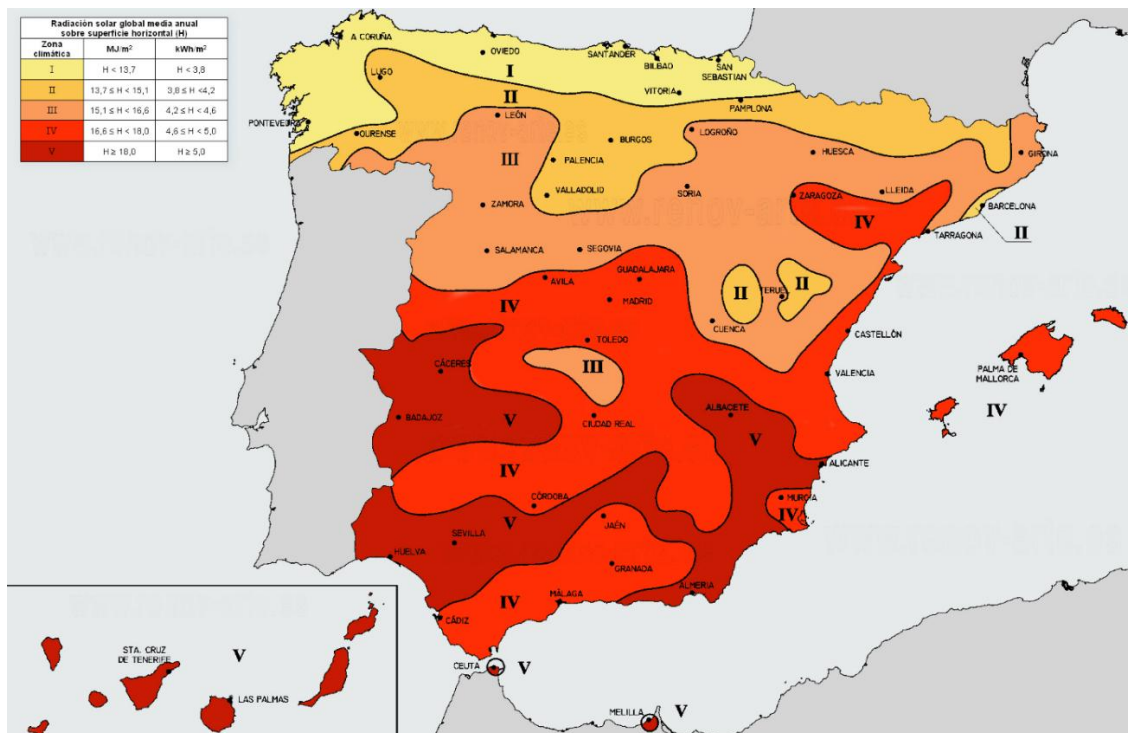 Radiación solar global media anual
sobre superficie horizontal (H)
Zona climática MJ/m² kWh/m²
I H < 13,7 H < 3,8
II 13,7 ≤ H < 15,1 3,8 ≤ H <4,2
III 15,1 ≤ H < 16,6 4,2 ≤ H < 4,6
IV 16,6 ≤ H < 18,0 4,6 ≤ H < 5,0
V H ≥ 18,0 H ≥ 5,0
A CORUÑA
OVIEDO
SANTANDER
BILBAO
SAN
SEBASTIAN
LUGO
I
VITORIA
II
PAMPLONA
PONTEVEDRA
OURENSE
LEÓN
BURGOS
LOGROÑO
HUESCA
GIRONA
III
PALENCIA
VALLADOLID
SORIA
ZARAGOZA
LLEIDA
BARCELONA
ZAMORA
IV
TARRAGONA
II
SALAMANCA
SEGOVIA
AVILA
GUADALAJARA
IV
MADRID
II
TERUEL
II
CUENCA
CASTELLÓN
TOLEDO
CÁCERES
III
VALENCIA
PALMA DE
MALLORCA
IV
BADAJOZ
V
CIUDAD REAL
ALBACETE
V
IV
ALICANTE
CÓRDOBA
MURCIA
IV
V
SEVILLA
JAÉN
HUELVA
GRANADA
IV
MÁLAGA
ALMERIA
CÁDIZ
CEUTA
V
MELILLA
V
STA. CRUZ
DE TENERIFE
V
LAS PALMAS